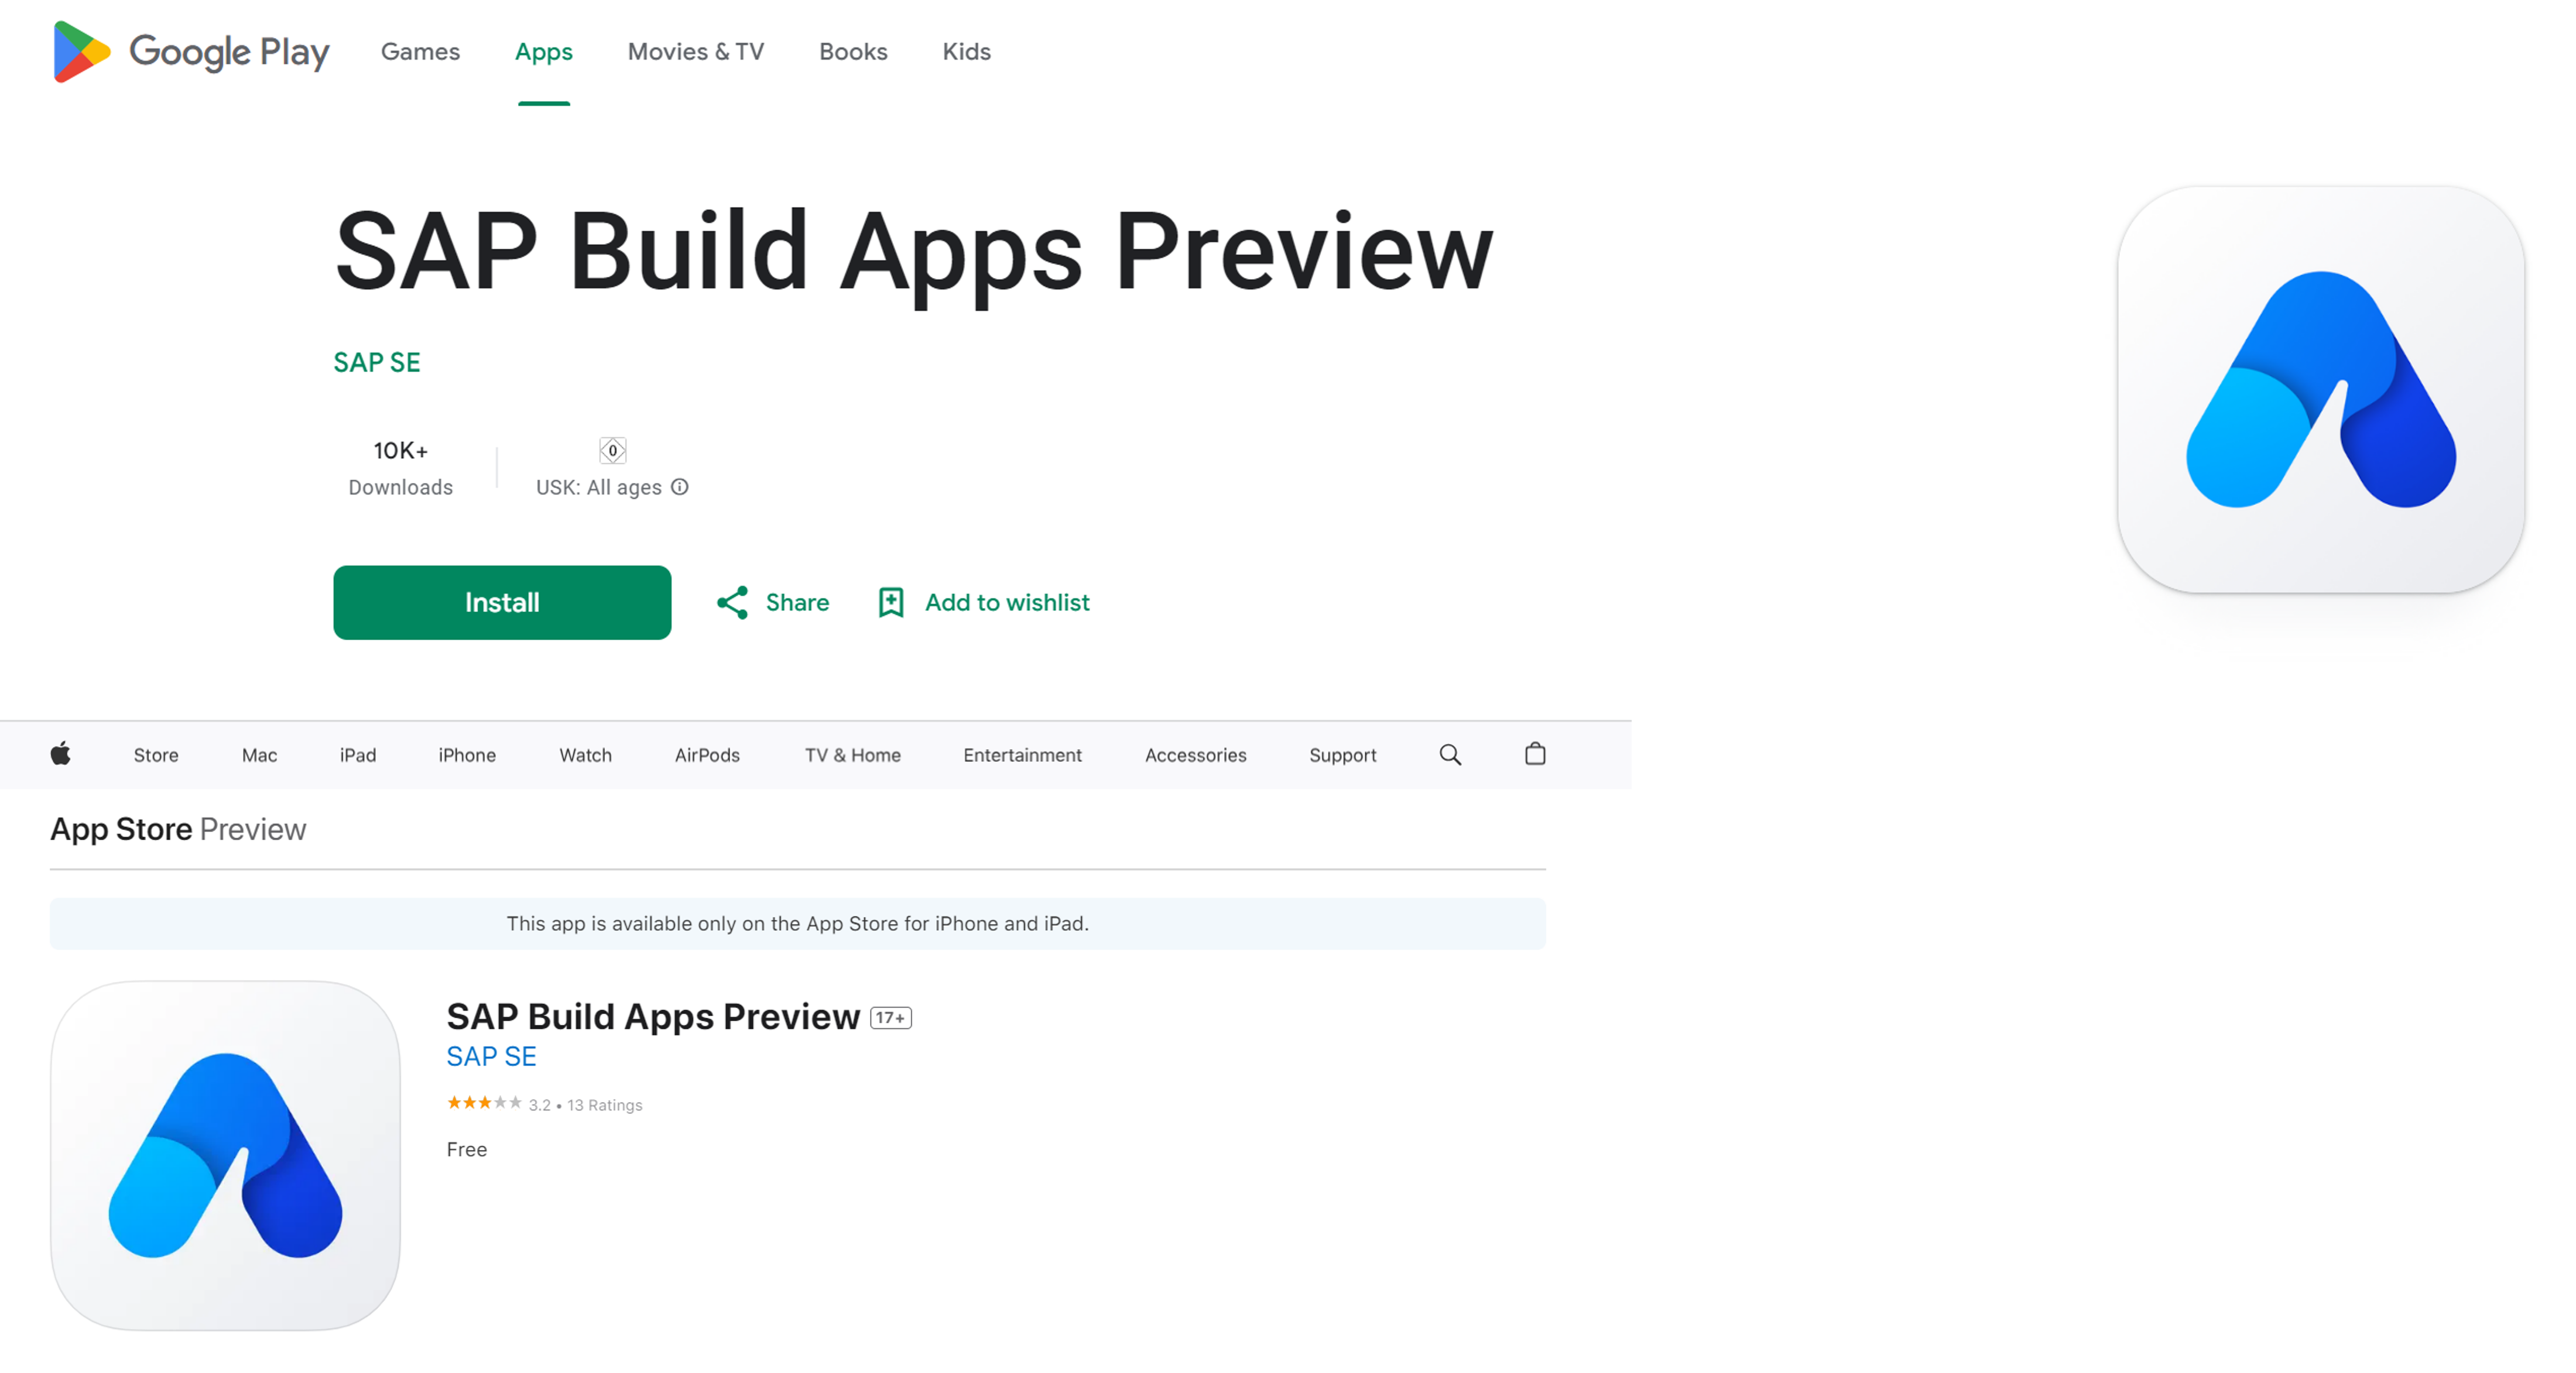 Google Play Games Apps Movies & TV Books Kids
SAP Build Apps Preview
SAP SE
10K+ 0
Downloads USK: All ages
Install Share Add to wishlist
Store Mac iPad iPhone Watch AirPods TV & Home Entertainment Accessories Support
App Store Preview
This app is available only on the App Store for iPhone and iPad.
SAP Build Apps Preview 17+
SAP SE
3.2 • 13 Ratings
Free